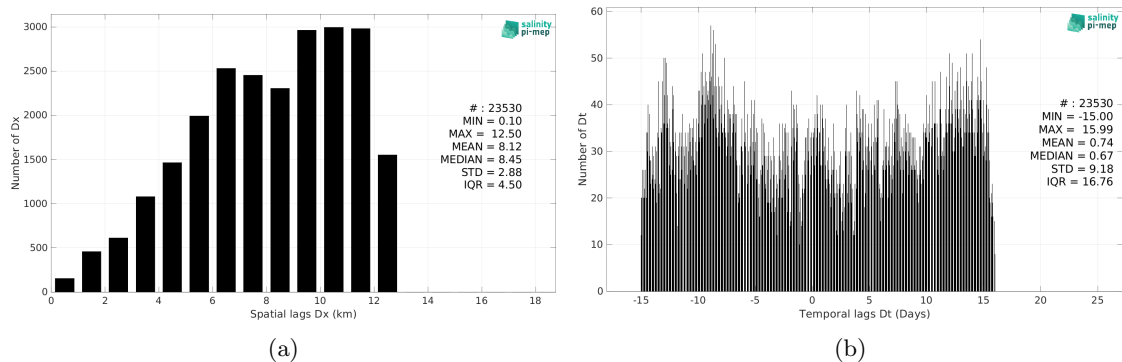 3000
2500
2000
1500
1000
500
0
Number of Dx
0 2 4 6 8 10 12 14 16 18
Spatial lags Dx (km)
salinity
pi-mep
# : 23530
MIN = 0.10
MAX = 12.50
MEAN = 8.12
MEDIAN = 8.45
STD = 2.88
IQR = 4.50
(a)
60
50
40
30
20
10
0
Number of Dt
-15 -10 -5 0 5 10 15 20 25
Temporal lags Dt (Days)
salinity
pi-mep
# : 23530
MIN = -15.00
MAX = 15.99
MEAN = 0.74
MEDIAN = 0.67
STD = 9.18
IQR = 16.76
(b)